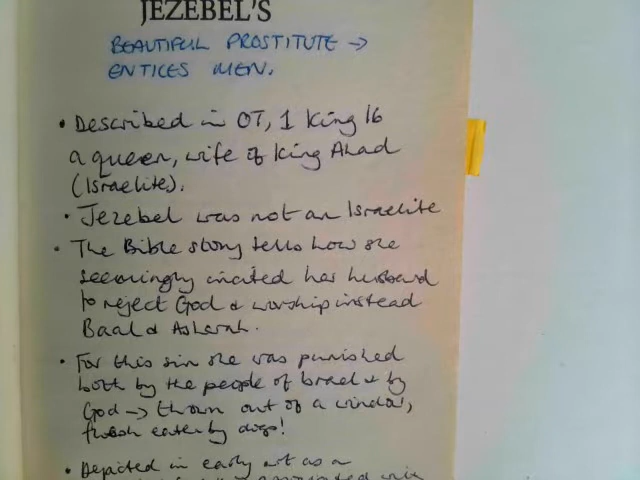 JEZEBEL'S
BEAUTIFUL PROSTITUTE →
ENTICES MEN.
• Described in OT, 1 King 16
a queen, wife of King Ahad
(Israelite).
• Jezebel was not an Israelite
• The Bible story tells how she
seemingly incited her husband
to reject God & worship instead
Baal & Asherah.
• For this sin she was punished
both by the people of Israel & by
God → thrown out of a window,
flesh eaten by dogs!
• Depicted in early art as a